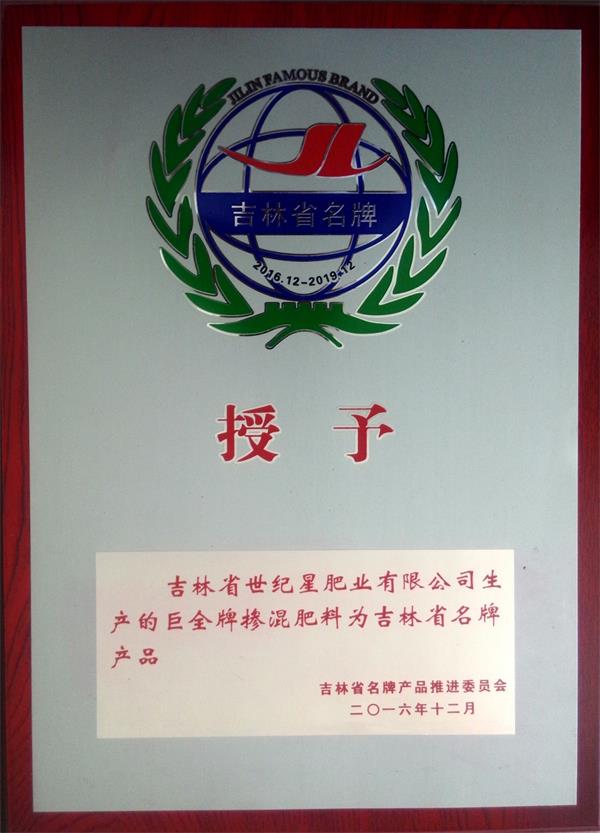 JILIN FAMOUS BRAND
JL
吉林省名牌
2016.12-2019.12
授予
吉林省世纪星肥业有限公司生
产的巨全牌掺混肥料为吉林省名牌
产品
吉林省名牌产品推进委员会
二〇一六年十二月